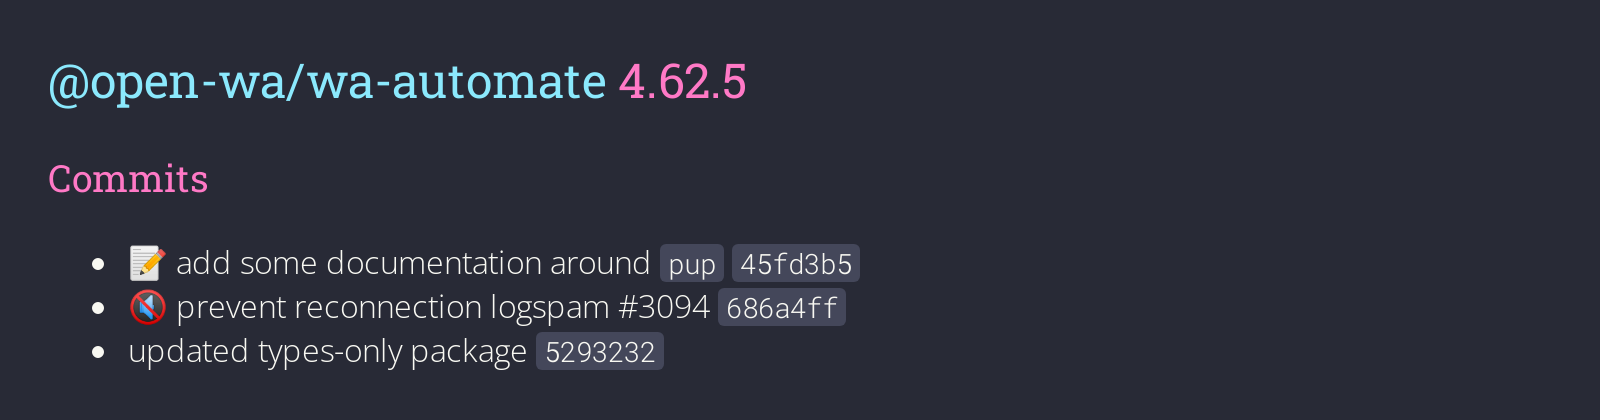 @open-wa/wa-automate 4.62.5
Commits
📝 add some documentation around pup 45fd3b5
🔇 prevent reconnection logspam #3094 686a4ff
updated types-only package 5293232